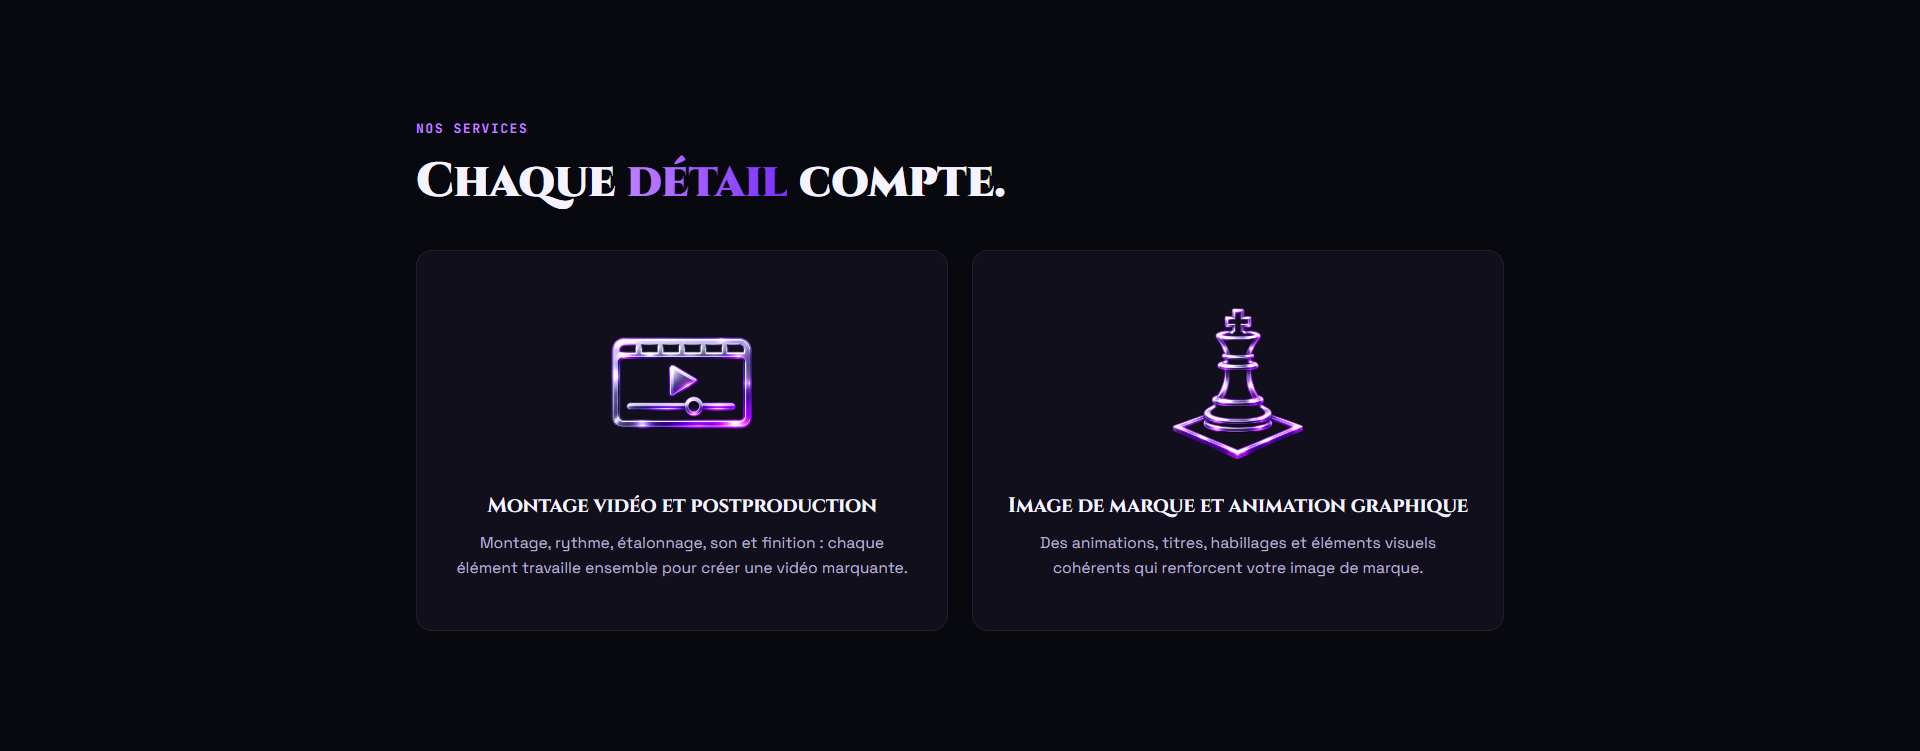 NOS SERVICES
Chaque détail compte.
Montage vidéo et postproduction
Montage, rythme, étalonnage, son et finition : chaque
élément travaille ensemble pour créer une vidéo marquante.
Image de marque et animation graphique
Des animations, titres, habillages et éléments visuels
cohérents qui renforcent votre image de marque.